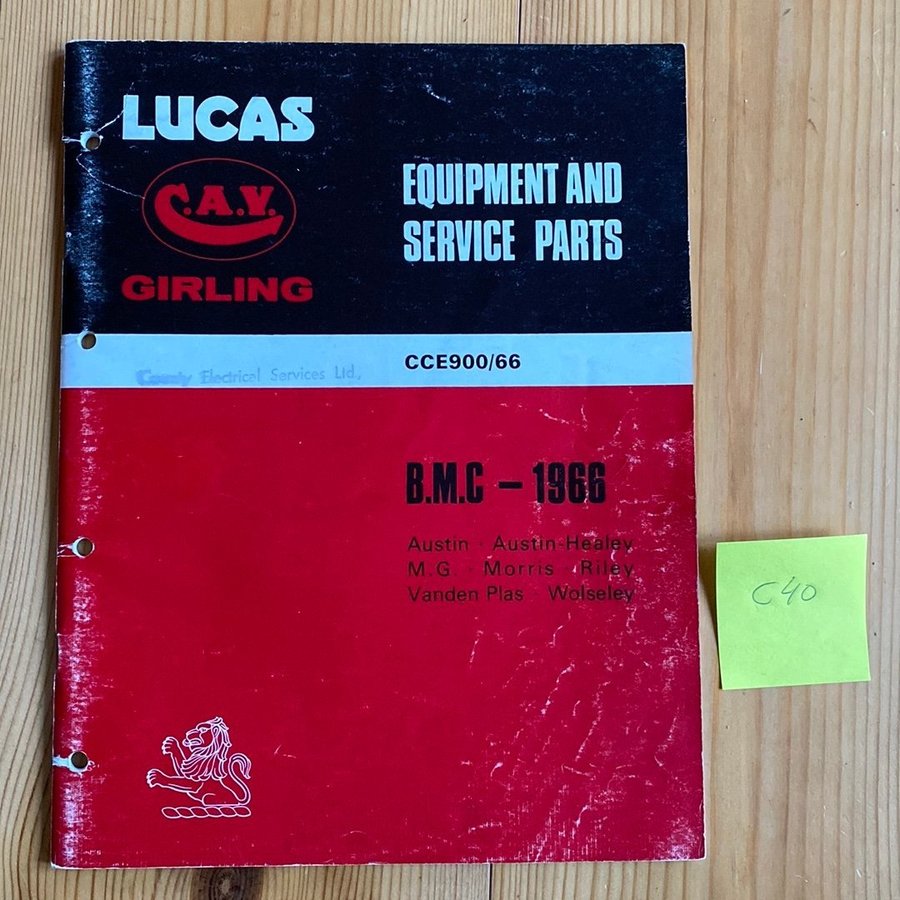 LUCAS
C.A.V.
GIRLING
EQUIPMENT AND
SERVICE PARTS
CCE900/66
County Electrical Services Ltd.,
B.M.C - 1966
Austin · Austin-Healey
M.G · Morris · Riley
Vanden Plas · Wolseley
C40